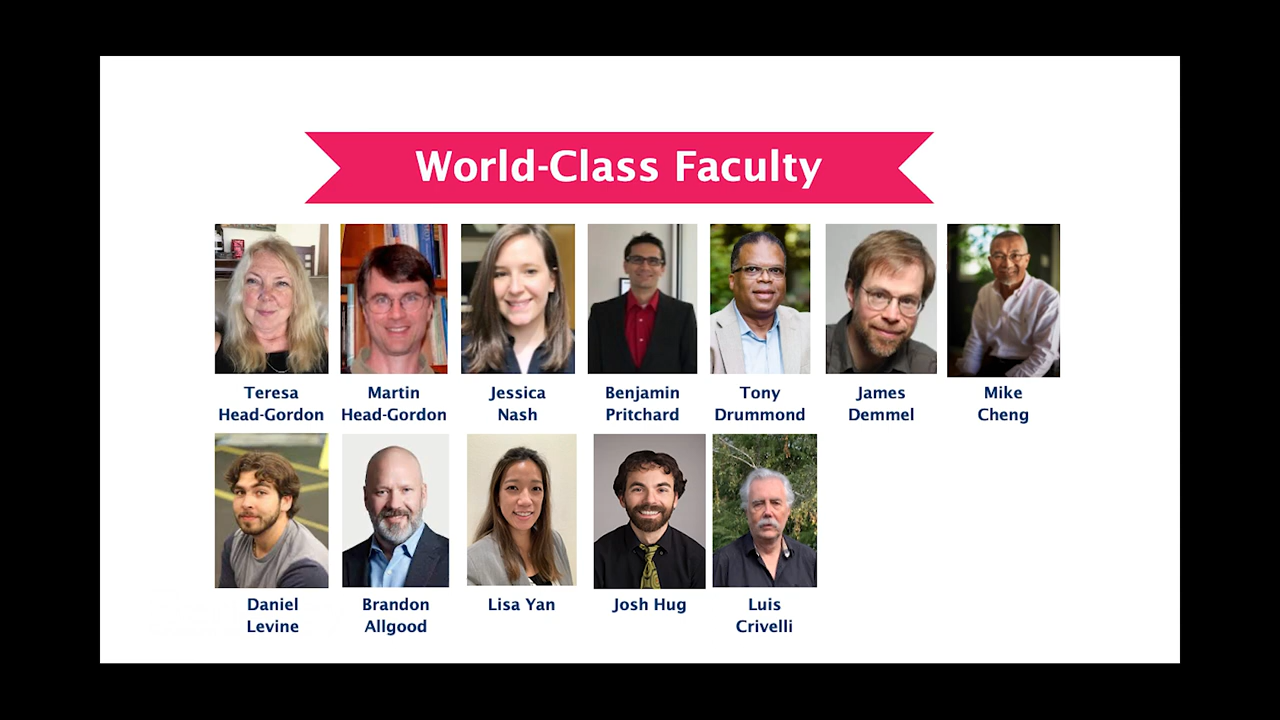 World-Class Faculty
Teresa
Head-Gordon
Martin
Head-Gordon
Jessica
Nash
Benjamin
Pritchard
Tony
Drummond
James
Demmel
Mike
Cheng
Daniel
Levine
Brandon
Allgood
Lisa Yan
Josh Hug
Luis
Crivelli